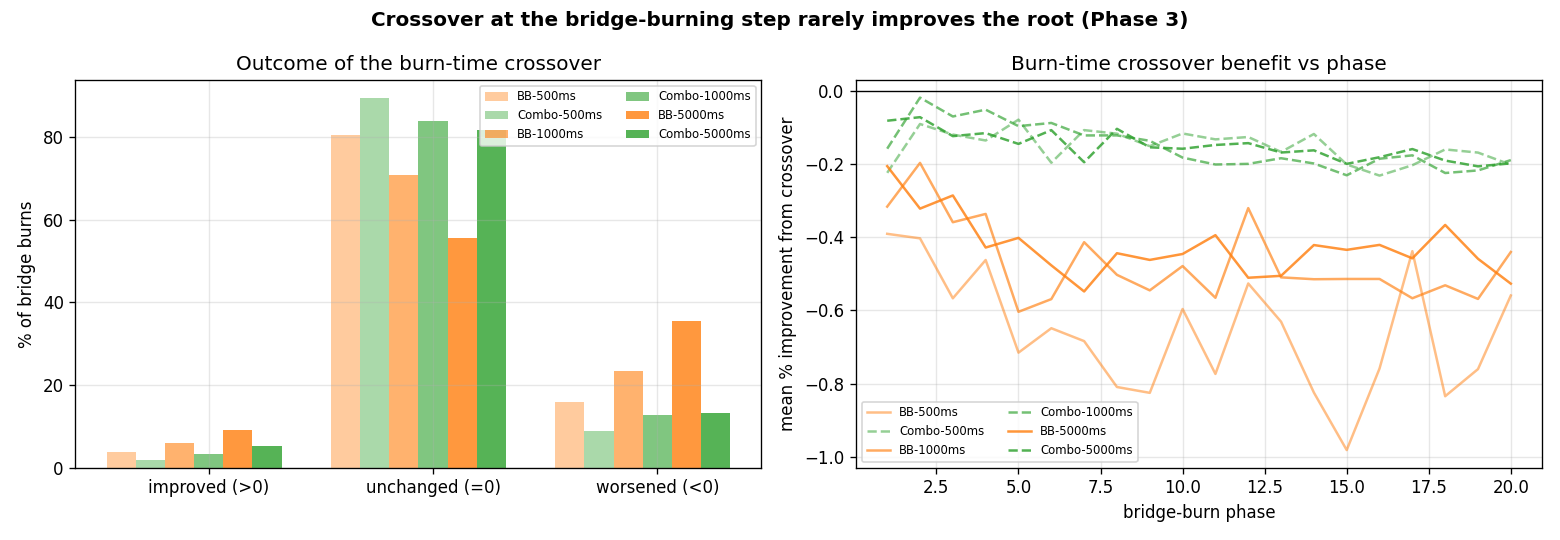 Crossover at the bridge-burning step rarely improves the root (Phase 3)
Outcome of the burn-time crossover
% of bridge burns
80
60
40
20
0
BB-500ms
Combo-500ms
BB-1000ms
Combo-1000ms
BB-5000ms
Combo-5000ms
improved (>0)
unchanged (=0)
worsened (<0)
Burn-time crossover benefit vs phase
mean % improvement from crossover
0.0
−0.2
−0.4
−0.6
−0.8
−1.0
BB-500ms
Combo-500ms
BB-1000ms
Combo-1000ms
BB-5000ms
Combo-5000ms
2.5
5.0
7.5
10.0
12.5
15.0
17.5
20.0
bridge-burn phase